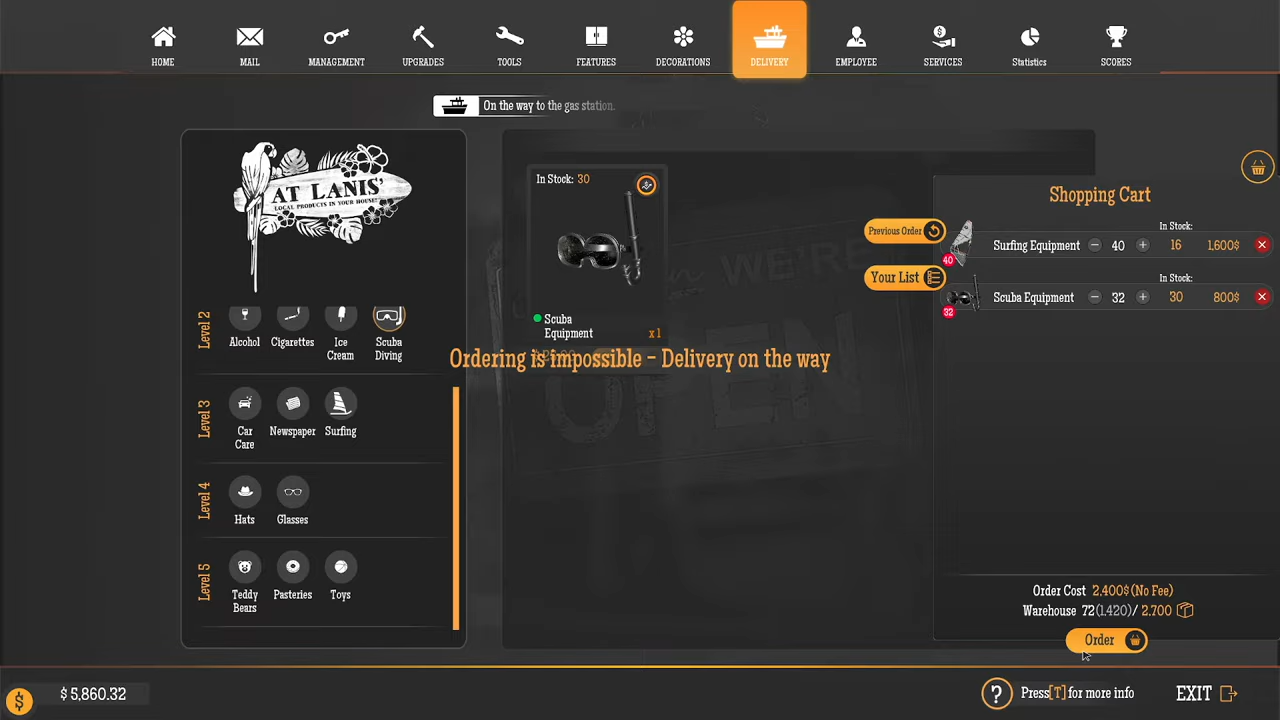 HOME
MAIL
MANAGEMENT
UPGRADES
TOOLS
FEATURES
DECORATIONS
DELIVERY
EMPLOYEE
SERVICES
Statistics
SCORES
On the way to the gas station.
AT LANIS'
LOCAL PRODUCTS IN YOUR HOUSE!
Level 2
Alcohol
Cigarettes
Ice
Cream
Scuba
Diving
Level 3
Car
Care
Newspaper
Surfing
Level 4
Hats
Glasses
Level 5
Teddy
Bears
Pasteries
Toys
In Stock: 30
Scuba
Equipment
x 1
WE'RE
OPEN
Ordering is impossible - Delivery on the way
Shopping Cart
Previous Order
Your List
In Stock:
Surfing Equipment - 40 + 16 1,600$
40
In Stock:
Scuba Equipment - 32 + 30 800$
32
Order Cost 2,400$(No Fee)
Warehouse 72(1.420)/ 2.700
Order
$ 5,860.32
? Press[T] for more info
EXIT